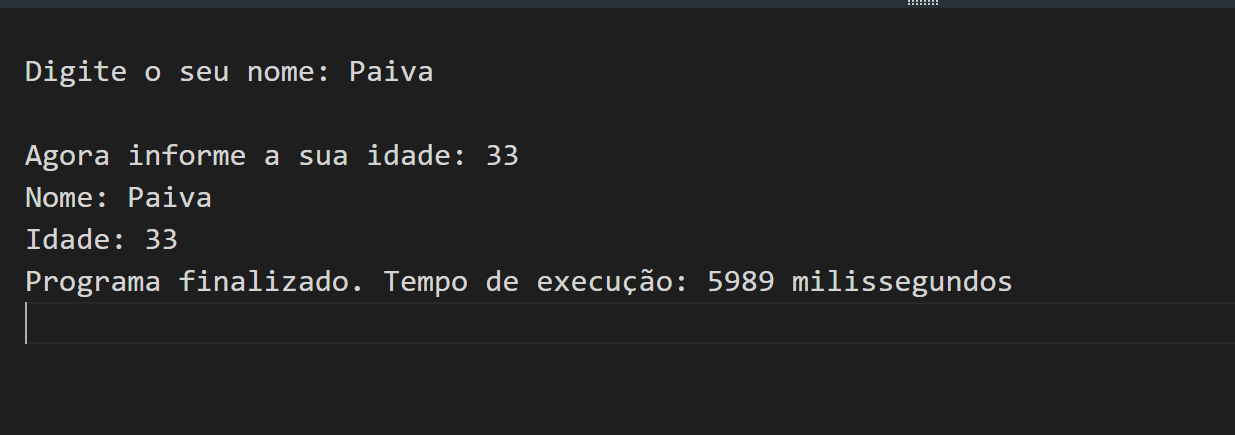 Digite o seu nome: Paiva
Agora informe a sua idade: 33
Nome: Paiva
Idade: 33
Programa finalizado. Tempo de execução: 5989 milissegundos